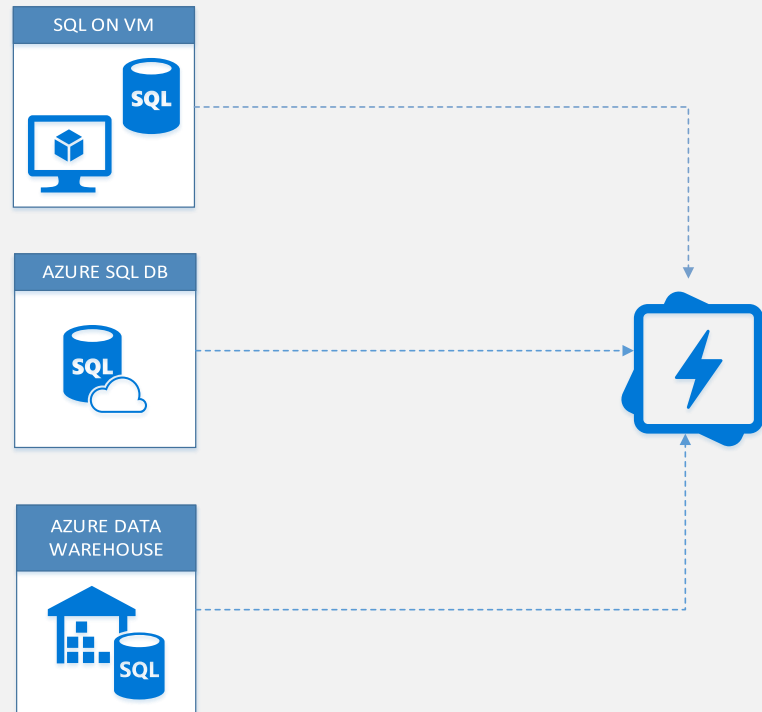 SQL ON VM
SQL
AZURE SQL DB
SQL
AZURE DATA
WAREHOUSE
SQL